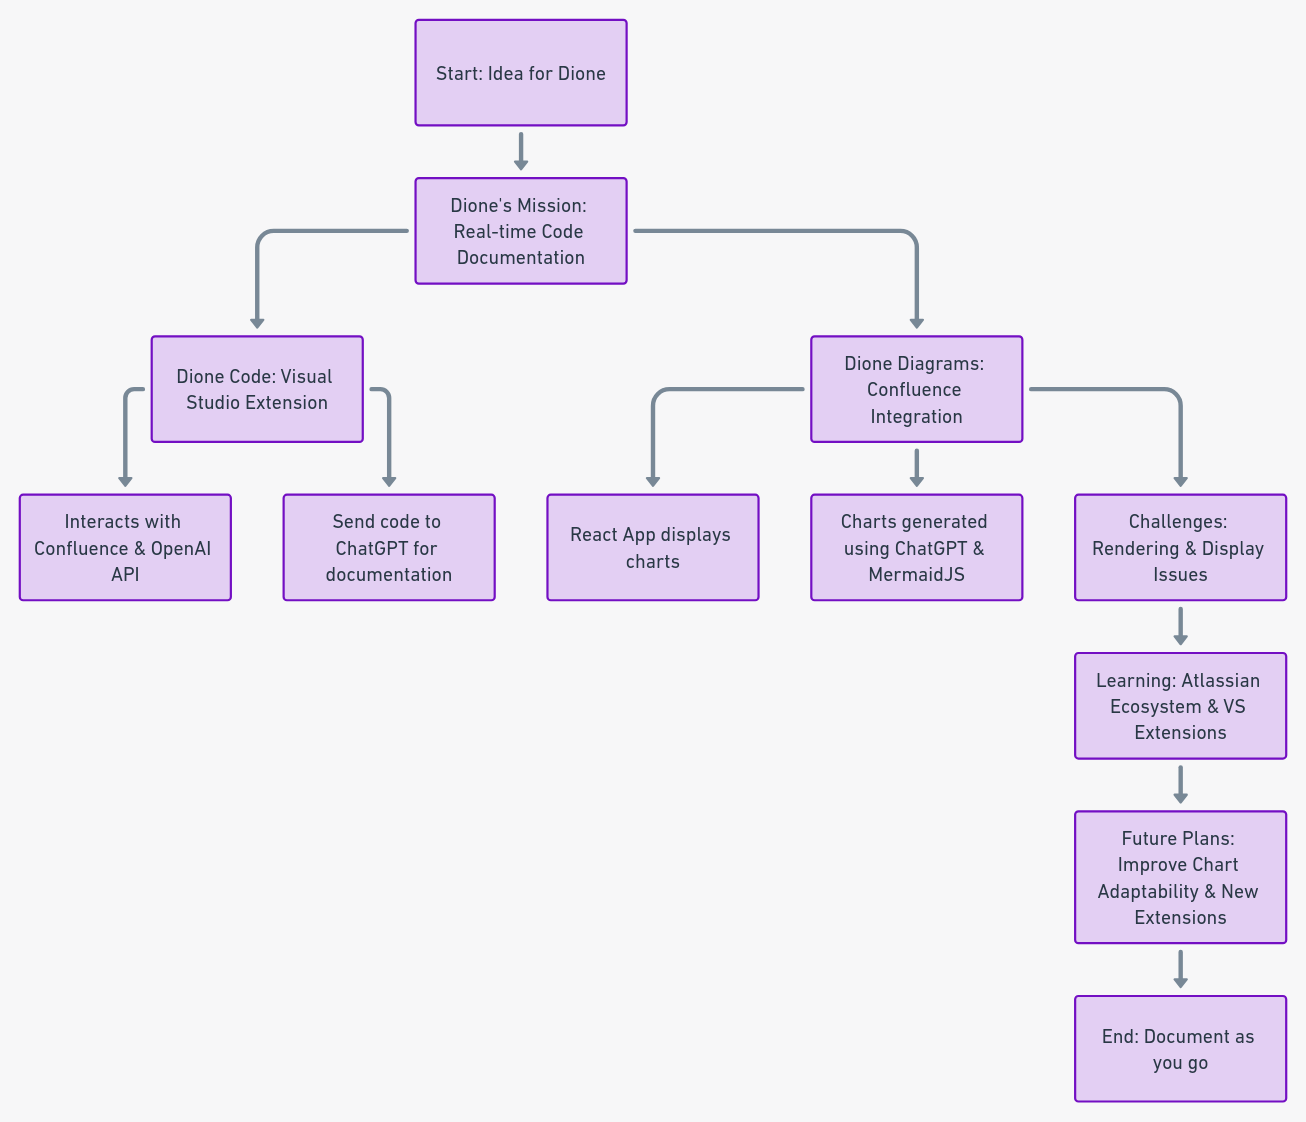 Start: Idea for Dione
Dione's Mission:
Real-time Code
Documentation
Dione Code: Visual
Studio Extension
Dione Diagrams:
Confluence
Integration
Interacts with
Confluence & OpenAI
API
Send code to
ChatGPT for
documentation
React App displays
charts
Charts generated
using ChatGPT &
MermaidJS
Challenges:
Rendering & Display
Issues
Learning: Atlassian
Ecosystem & VS
Extensions
Future Plans:
Improve Chart
Adaptability & New
Extensions
End: Document as
you go